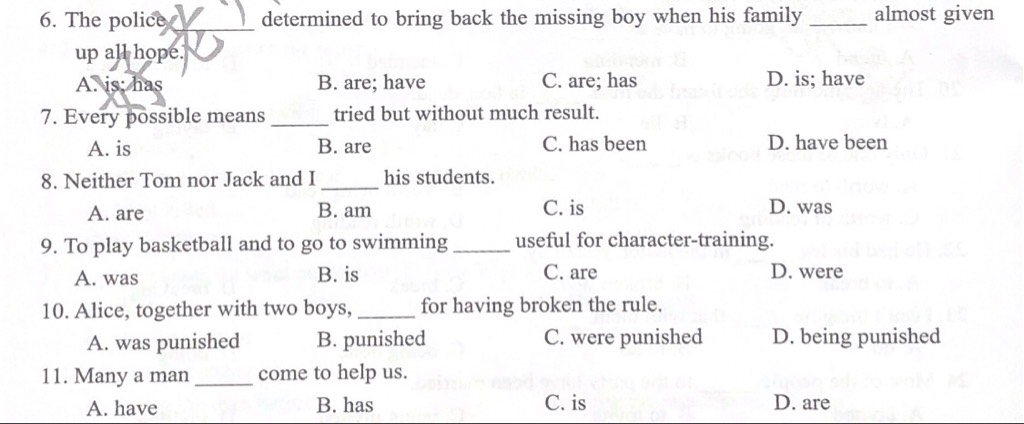 6. The police ______ determined to bring back the missing boy when his family _____ almost given
up all hope.
A. is; has B. are; have C. are; has D. is; have
7. Every possible means _____ tried but without much result.
A. is B. are C. has been D. have been
8. Neither Tom nor Jack and I _____ his students.
A. are B. am C. is D. was
9. To play basketball and to go to swimming _____ useful for character-training.
A. was B. is C. are D. were
10. Alice, together with two boys, _____ for having broken the rule.
A. was punished B. punished C. were punished D. being punished
11. Many a man _____ come to help us.
A. have B. has C. is D. are